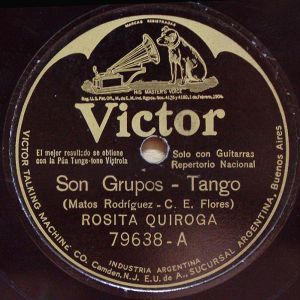 MARCAS REGISTRADAS
HIS MASTER'S VOICE
Victor
El mejor resultado se obtiene
con la Púa Tungs-tone Víctrola
Solo con Guitarras
Repertorio Nacional
Son Grupos - Tango
(Matos Rodríguez - C. E. Flores)
ROSITA QUIROGA
79638-A
INDUSTRIA ARGENTINA
VICTOR TALKING MACHINE CO. Camden, N.J. E.U. de A., SUCURSAL ARGENTINA, Buenos Aires